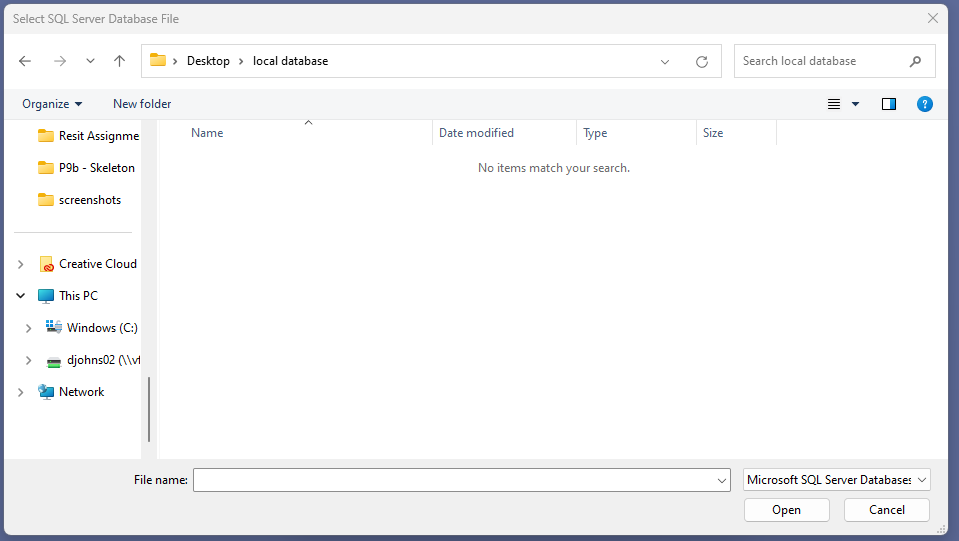 Select SQL Server Database File
Desktop
local database
Search local database
Organize
New folder
Name
Date modified
Type
Size
No items match your search.
Resit Assignme
P9b - Skeleton
screenshots
Creative Cloud
This PC
Windows (C:)
djohns02 (\\vf
Network
File name:
Microsoft SQL Server Databases
Open
Cancel